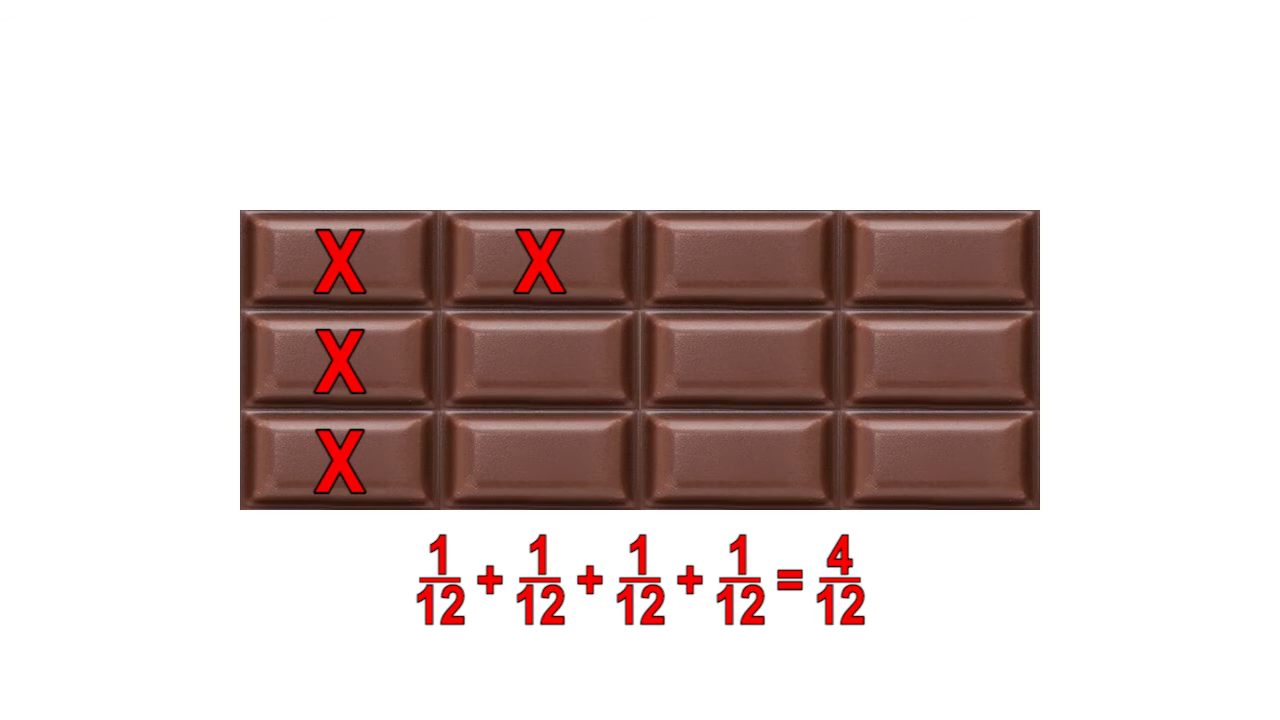 X X
X
X
1/12 + 1/12 + 1/12 + 1/12 = 4/12